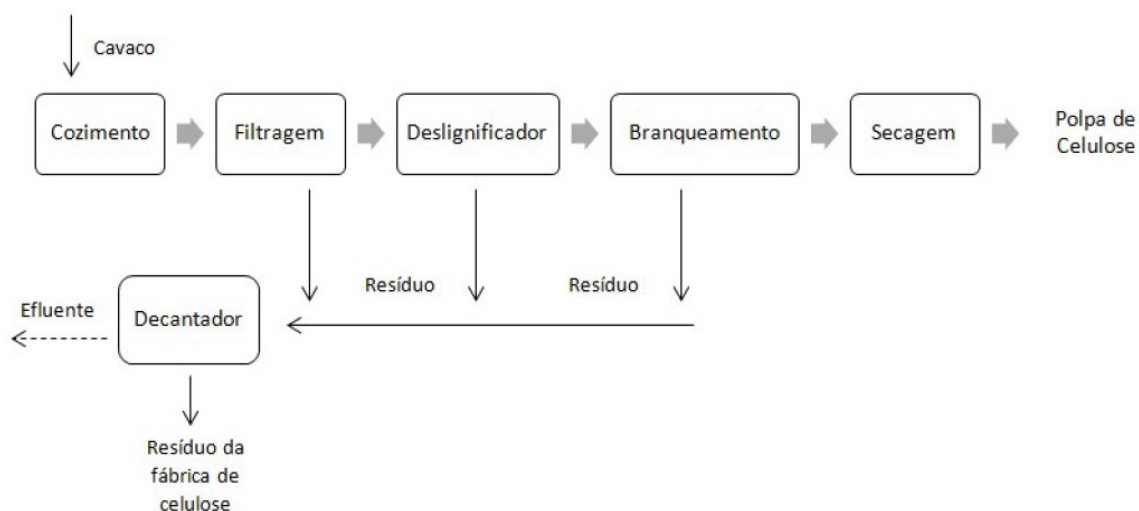 Cavaco
Cozimento
Filtragem
Deslignificador
Branqueamento
Secagem
Polpa de
Celulose
Resíduo
Resíduo
Efluente
Decantador
Resíduo da
fábrica de
celulose